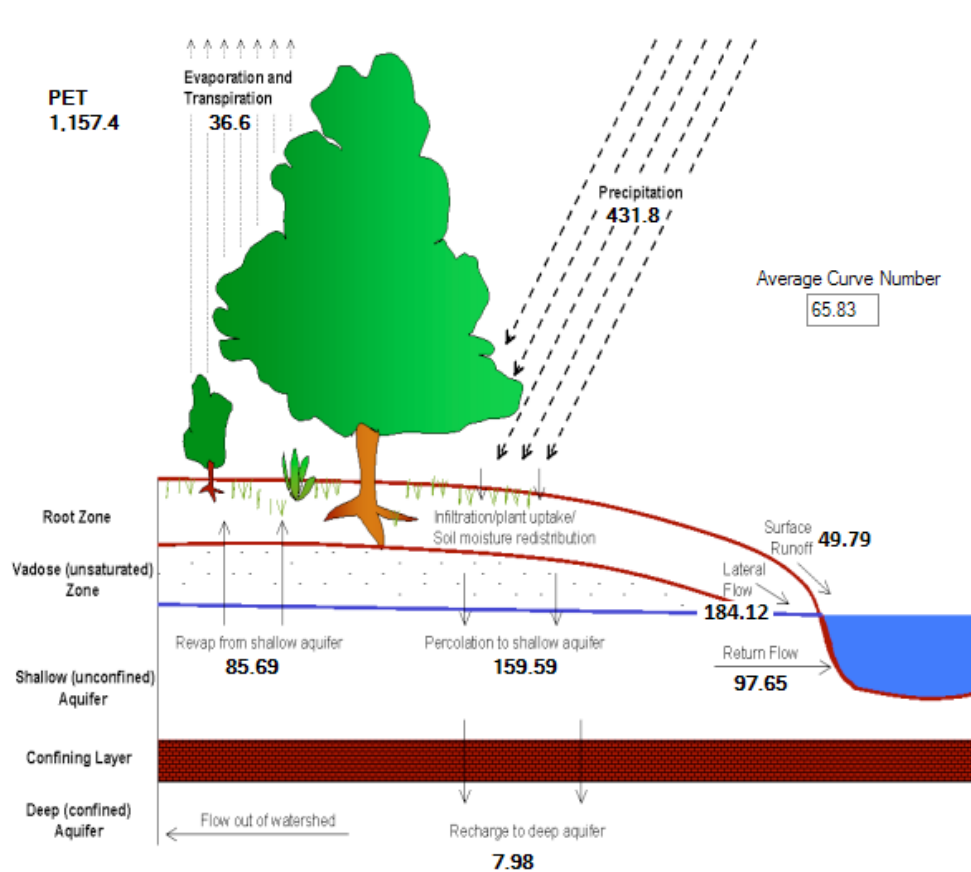 Evaporation and
Transpiration
36.6
PET
1,157.4
Precipitation
431.8
Average Curve Number
65.83
Root Zone
Infiltration/plant uptake/
Soil moisture redistribution
Surface
Runoff
49.79
Vadose (unsaturated)
Zone
Lateral
Flow
184.12
Revap from shallow aquifer
85.69
Percolation to shallow aquifer
159.59
Return Flow
97.65
Shallow (unconfined)
Aquifer
Confining Layer
Deep (confined)
Aquifer
Flow out of watershed
Recharge to deep aquifer
7.98